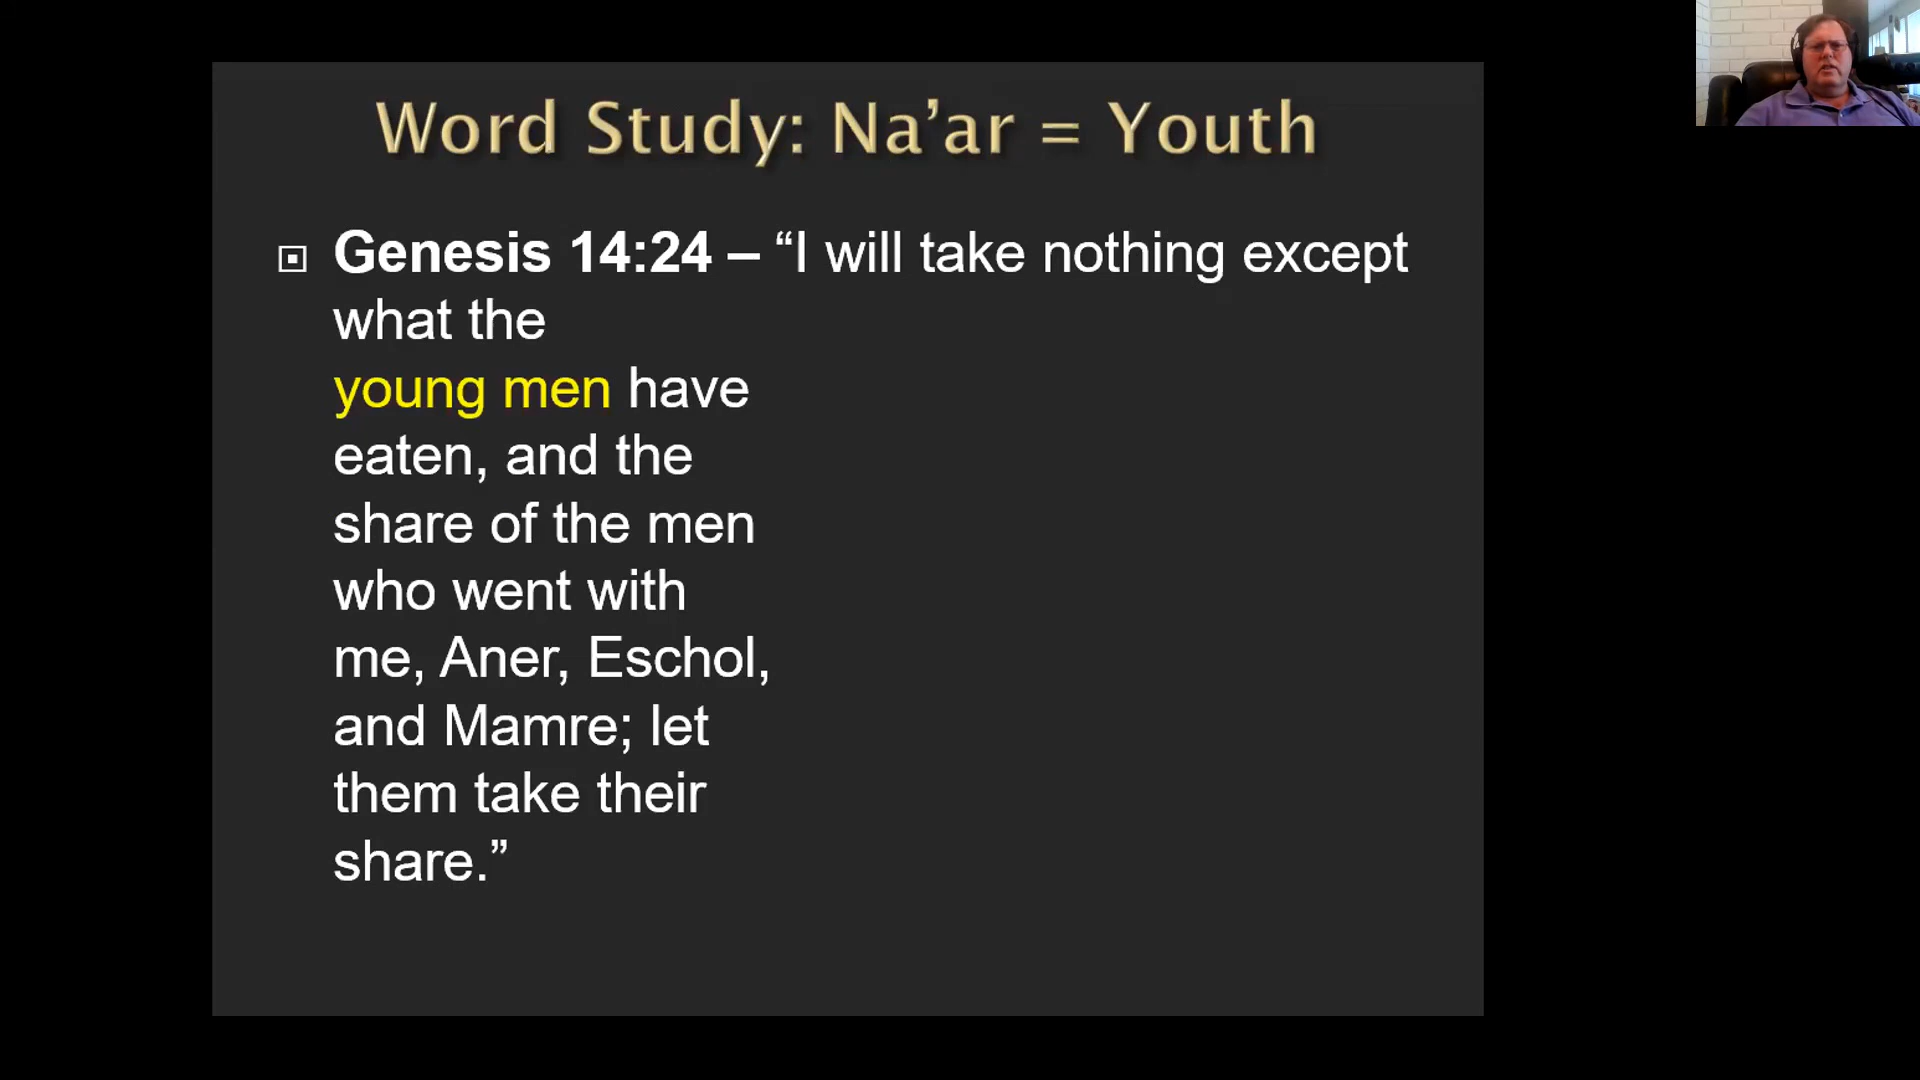 Word Study: Na’ar = Youth
Genesis 14:24 – “I will take nothing except
what the
young men have
eaten, and the
share of the men
who went with
me, Aner, Eschol,
and Mamre; let
them take their
share.”